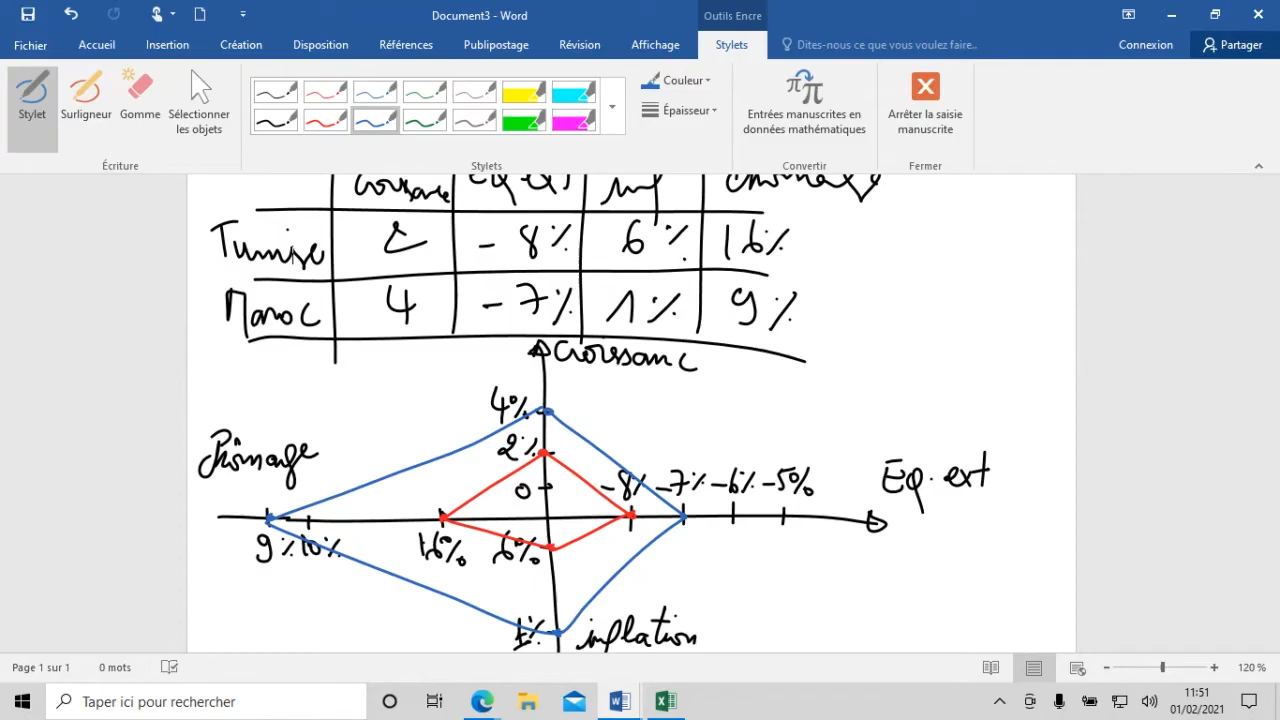 Document3 - Word
Outils Encre
Fichier Accueil Insertion Création Disposition Références Publipostage Révision Affichage Stylets Dites-nous ce que vous voulez faire.. Connexion Partager
Stylet Surligneur Gomme Sélectionner les objets
Couleur
Épaisseur
Entrées manuscrites en données mathématiques
Arrêter la saisie manuscrite
Écriture Stylets Convertir Fermer
Tunisie 2 - 8% 6% 16%
Maroc 4 - 7% 1% 9%
Croissanc
4%
2%
Chômage
0 -8% -7% -6% -5% Eq. ext
9% 10% 16% 6%
1% inflation
Page 1 sur 1 0 mots 120 %
Taper ici pour rechercher
11:51
01/02/2021